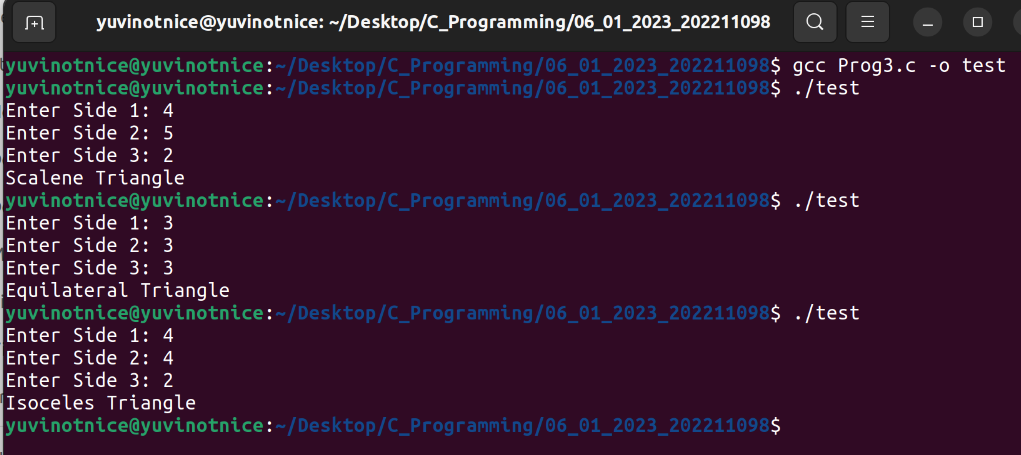 yuvinotnice@yuvinotnice: ~/Desktop/C_Programming/06_01_2023_202211098
yuvinotnice@yuvinotnice:~/Desktop/C_Programming/06_01_2023_202211098$ gcc Prog3.c -o test
yuvinotnice@yuvinotnice:~/Desktop/C_Programming/06_01_2023_202211098$ ./test
Enter Side 1: 4
Enter Side 2: 5
Enter Side 3: 2
Scalene Triangle
yuvinotnice@yuvinotnice:~/Desktop/C_Programming/06_01_2023_202211098$ ./test
Enter Side 1: 3
Enter Side 2: 3
Enter Side 3: 3
Equilateral Triangle
yuvinotnice@yuvinotnice:~/Desktop/C_Programming/06_01_2023_202211098$ ./test
Enter Side 1: 4
Enter Side 2: 4
Enter Side 3: 2
Isoceles Triangle
yuvinotnice@yuvinotnice:~/Desktop/C_Programming/06_01_2023_202211098$